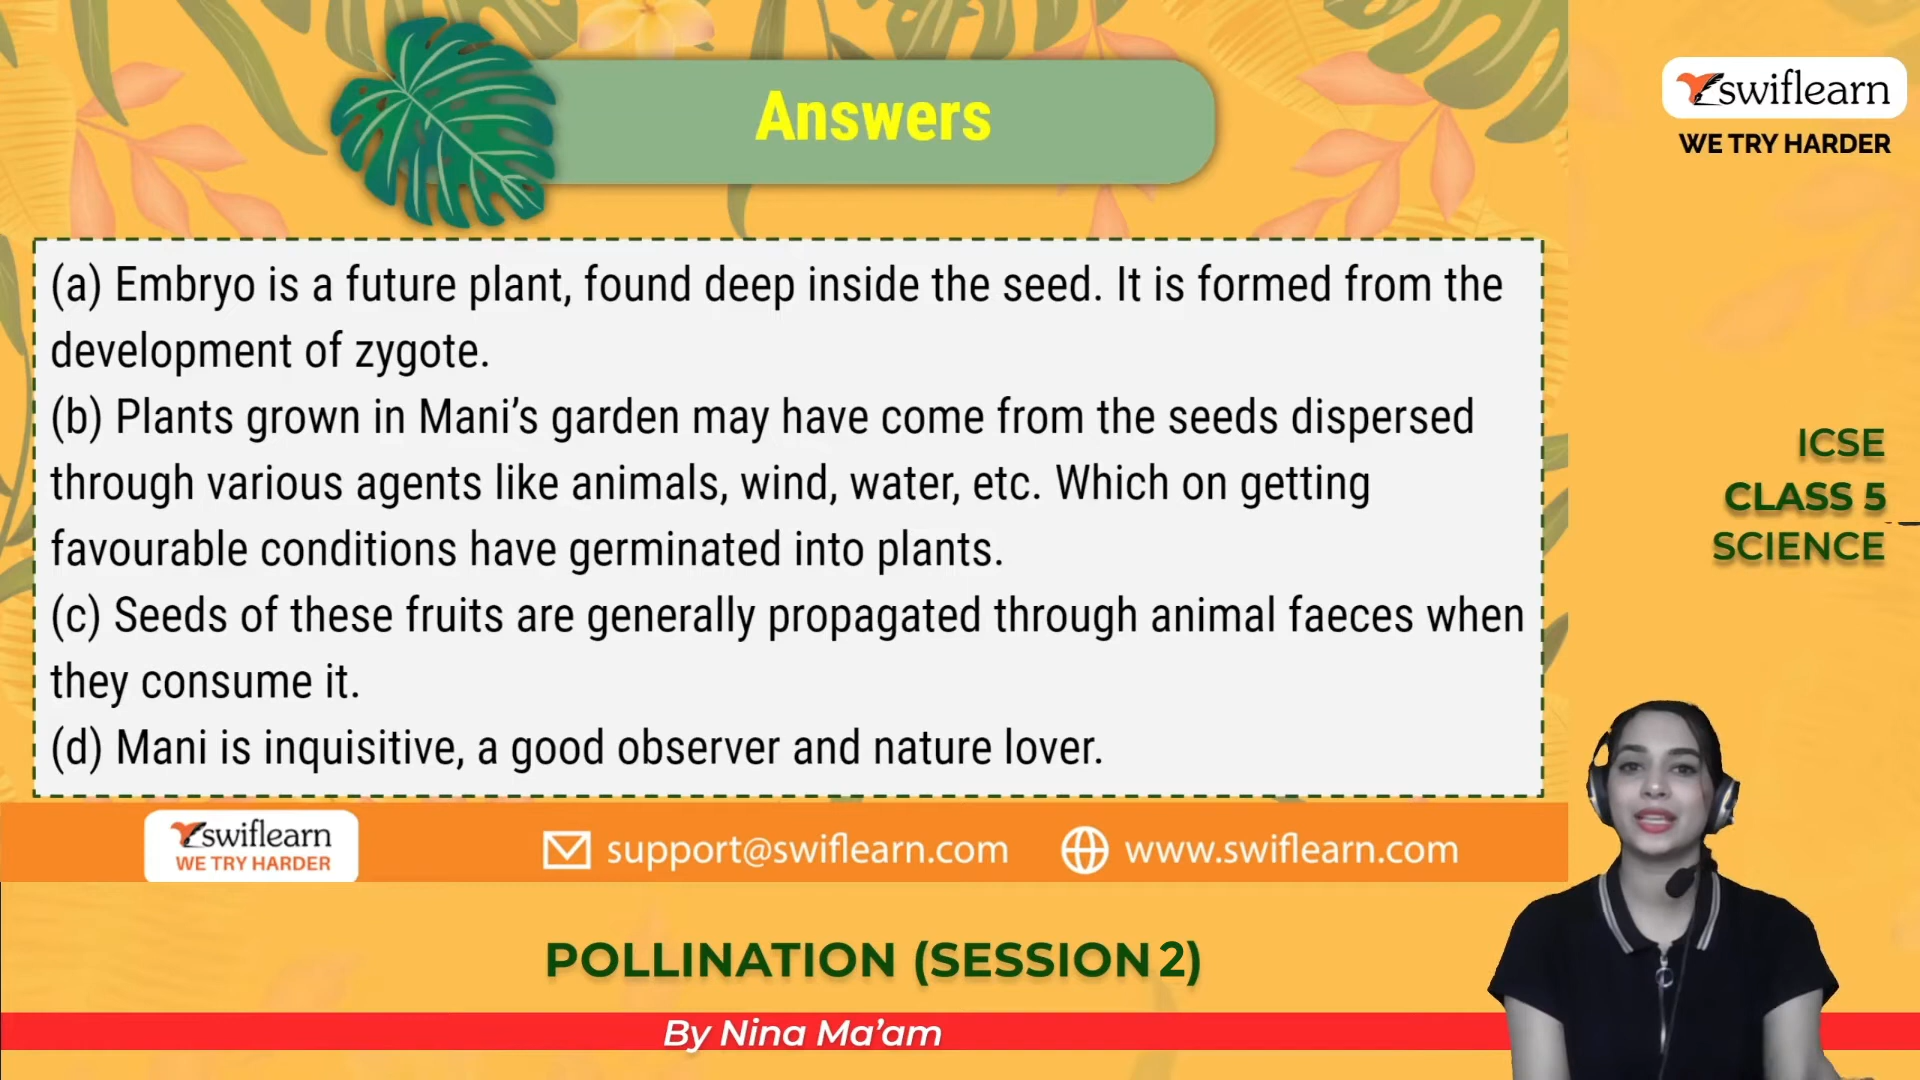 Answers
swiflearn
WE TRY HARDER
(a) Embryo is a future plant, found deep inside the seed. It is formed from the
development of zygote.
(b) Plants grown in Mani’s garden may have come from the seeds dispersed
through various agents like animals, wind, water, etc. Which on getting
favourable conditions have germinated into plants.
(c) Seeds of these fruits are generally propagated through animal faeces when
they consume it.
(d) Mani is inquisitive, a good observer and nature lover.
ICSE
CLASS 5
SCIENCE
swiflearn
WE TRY HARDER
support@swiflearn.com
www.swiflearn.com
POLLINATION (SESSION 2)
By Nina Ma’am